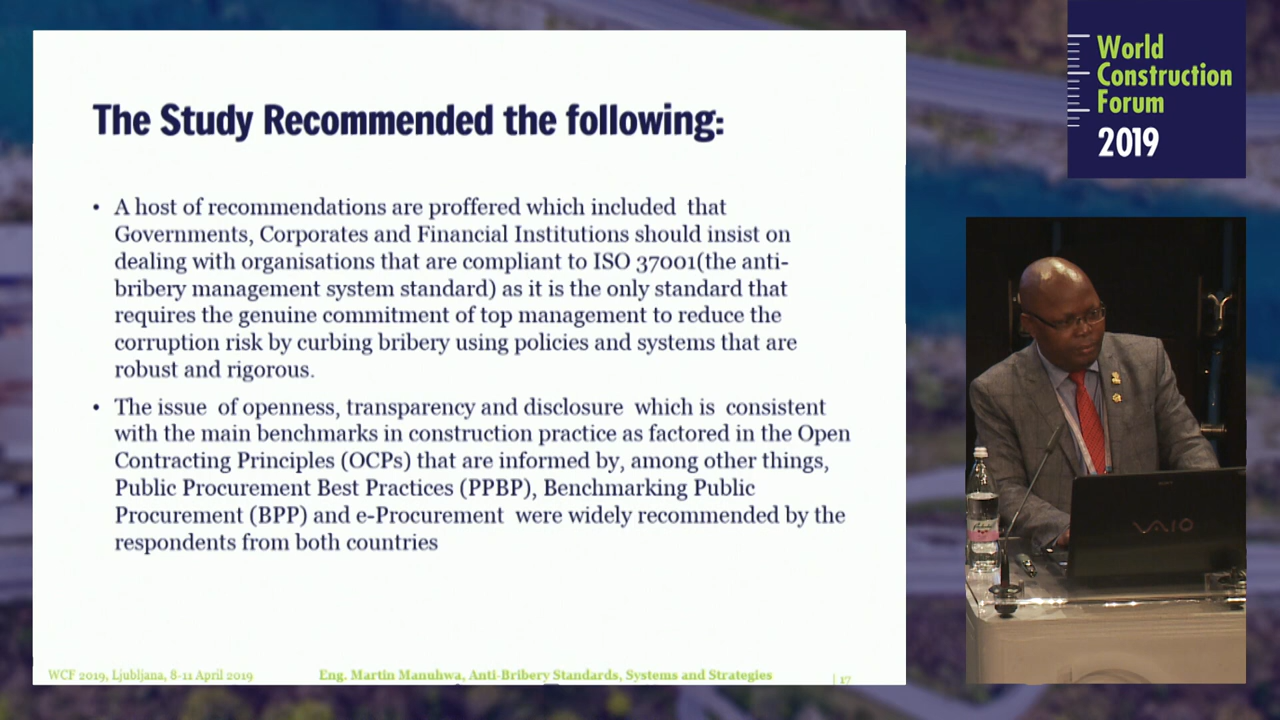 The Study Recommended the following:
• A host of recommendations are proffered which included that
Governments, Corporates and Financial Institutions should insist on
dealing with organisations that are compliant to ISO 37001(the anti-
bribery management system standard) as it is the only standard that
requires the genuine commitment of top management to reduce the
corruption risk by curbing bribery using policies and systems that are
robust and rigorous.
• The issue of openness, transparency and disclosure which is consistent
with the main benchmarks in construction practice as factored in the Open
Contracting Principles (OCPs) that are informed by, among other things,
Public Procurement Best Practices (PPBP), Benchmarking Public
Procurement (BPP) and e-Procurement were widely recommended by the
respondents from both countries
WCF 2019, Ljubljana, 8-11 April 2019
Eng. Martin Manuhwa, Anti-Bribery Standards, Systems and Strategies
| 17
World
Construction
Forum
2019
SONY
VAIO